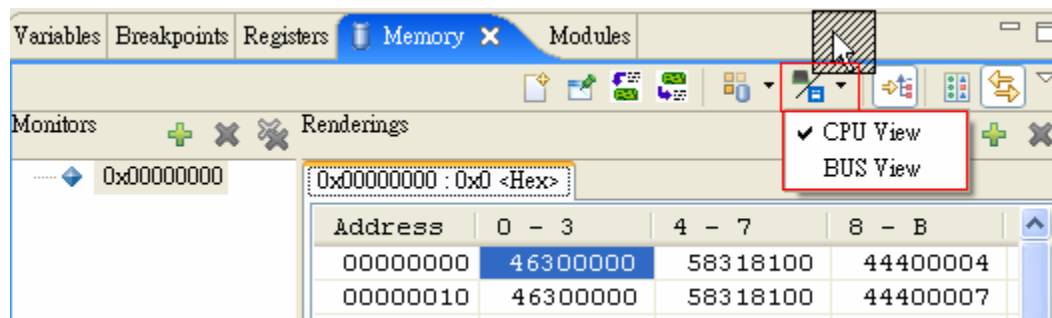 Variables Breakpoints Registers Memory Modules
Monitors
Renderings
CPU View
BUS View
0x00000000
0x00000000 : 0x0 <Hex>
Address 0 - 3 4 - 7 8 - B
00000000 46300000 58318100 44400004
00000010 46300000 58318100 44400007